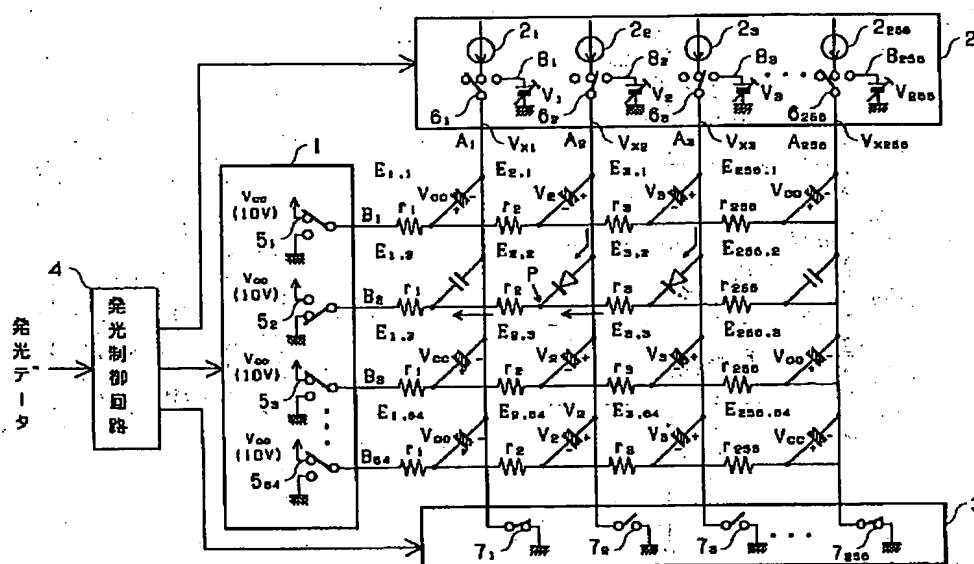 2₁ 2₂ 2₃ 2₂₅₆ 2
B₁ B₂ B₃ B₂₅₆
V₁ V₂ V₃ V₂₅₆
6₁ 6₂ 6₃ 6₂₅₆
A₁ Vx₁ A₂ Vx₂ A₃ Vx₃ A₂₅₆ Vx₂₅₆
1
E₁.₁ E₂.₁ E₃.₁ E₂₅₆.₁
Vcc (10V) 5₁ B₁ r₁ Vcc r₂ V₂ r₃ V₃ r₂₅₆ Vcc
E₁.₂ E₂.₂ E₃.₂ E₂₅₆.₂
4
Vcc (10V) 5₂ B₂ r₁ r₂ P r₃ r₂₅₆
発光データ
発光制御回路
E₁.₃ E₂.₃ E₃.₃ E₂₅₆.₃
Vcc (10V) 5₃ B₃ r₁ Vcc r₂ V₂ r₃ V₃ r₂₅₆ Vcc
E₁.₆₄ E₂.₆₄ E₃.₆₄ E₂₅₆.₆₄
Vcc (10V) 5₆₄ B₆₄ r₁ Vcc r₂ V₂ r₃ V₃ r₂₅₆ Vcc
3
7₁ 7₂ 7₃ 7₂₅₆